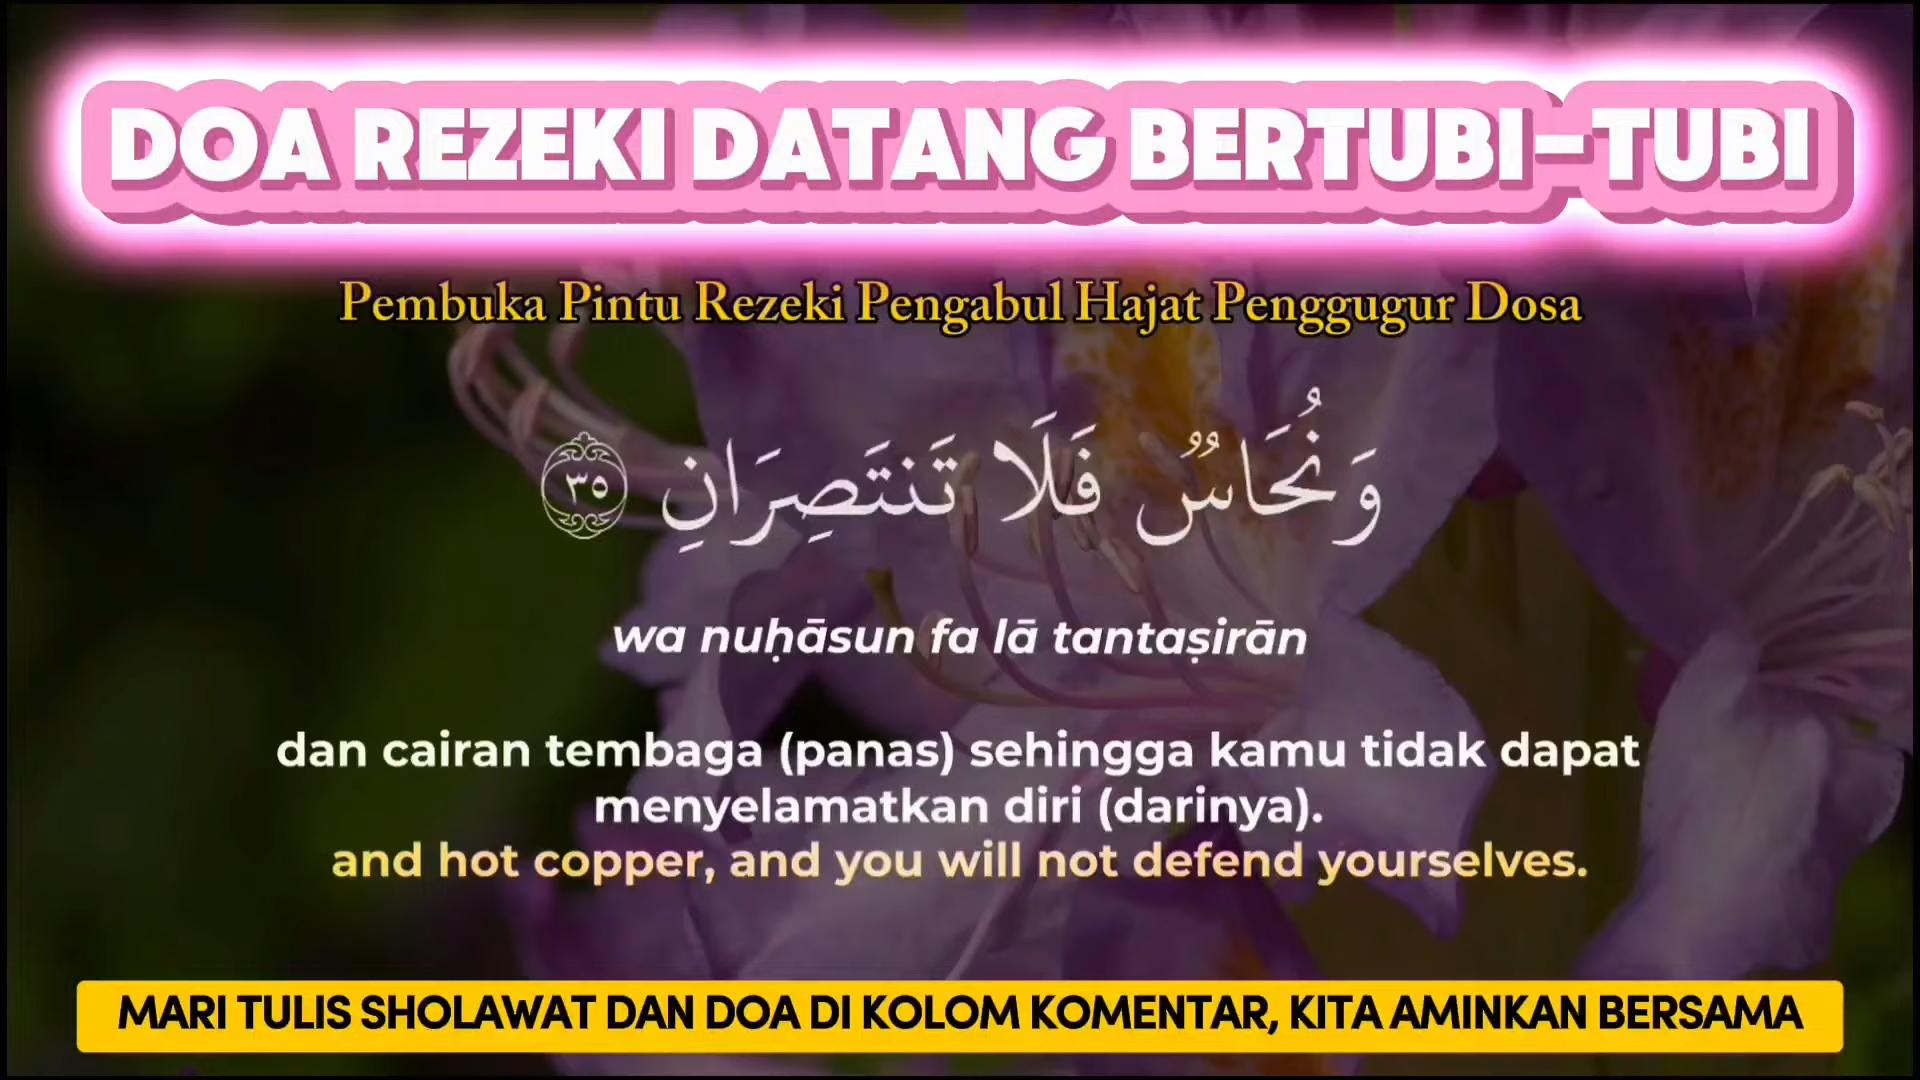 DOA REZEKI DATANG BERTUBI-TUBI
Pembuka Pintu Rezeki Pengabul Hajat Penggugur Dosa
وَنُحَاسٌ فَلَا تَنتَصِرَانِ ٣٥
wa nuḥāsun fa lā tantaṣirān
dan cairan tembaga (panas) sehingga kamu tidak dapat
menyelamatkan diri (darinya).
and hot copper, and you will not defend yourselves.
MARI TULIS SHOLAWAT DAN DOA DI KOLOM KOMENTAR, KITA AMINKAN BERSAMA